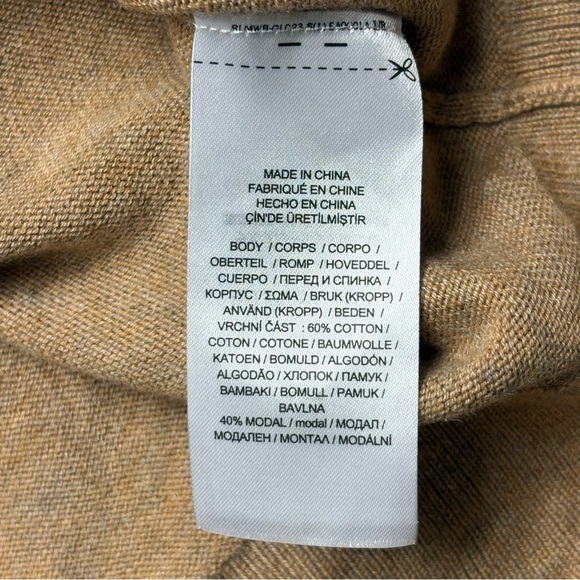 MADE IN CHINA
FABRIQUÉ EN CHINE
HECHO EN CHINA
ÇIN'DE ÜRETİLMİŞTİR
BODY / CORPS / CORPO /
OBERTEIL / ROMP / HOVEDDEL /
CUERPO / ПЕРЕД И СПИНКА /
КОРПУС / ΣΩΜΑ / BRUK (KROPP) /
ANVÄND (KROPP) / BEDEN /
VRCHNÍ ČÁST : 60% COTTON /
COTON / COTONE / BAUMWOLLE /
KATOEN / BOMULD / ALGODÓN /
ALGODÃO / ХЛОПОК / ПАМУК /
BAMBAKI / BOMULL / PAMUK /
BAVLNA
40% MODAL / modal / МОДАЛ /
МОДАЛЕН / ΜΟΝΤΑΛ / MODÁLNÍ